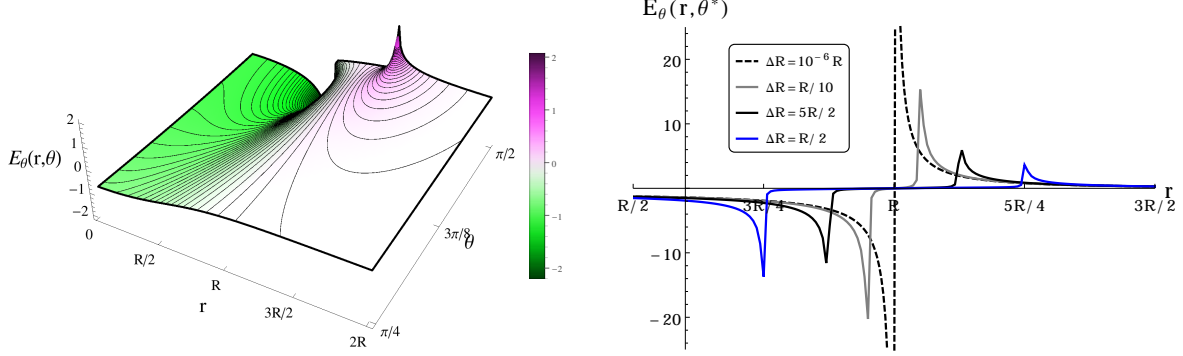 2
1
0
−1
−2
E_θ(r,θ)
0
R/2
R
3R/2
2R
r
π/4
3π/8
θ
π/2
2
1
0
−1
−2
E_θ(r,θ*)
20
10
−10
−20
ΔR=10⁻⁶ R
ΔR=R/10
ΔR=5R/2
ΔR=R/2
R/2
3R/4
R
5R/4
3R/2
r